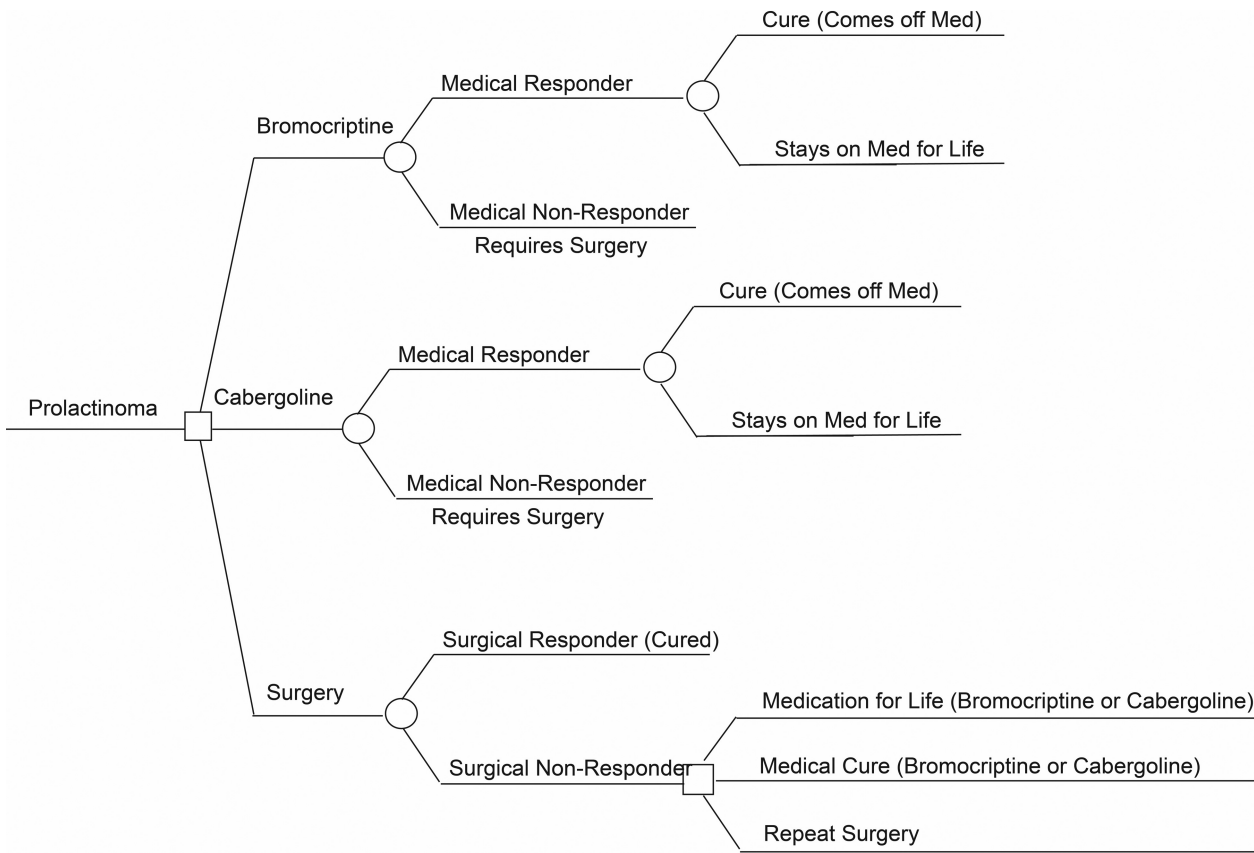 Cure (Comes off Med)
Medical Responder
Bromocriptine
Stays on Med for Life
Medical Non-Responder
Requires Surgery
Cure (Comes off Med)
Medical Responder
Cabergoline
Prolactinoma
Stays on Med for Life
Medical Non-Responder
Requires Surgery
Surgical Responder (Cured)
Surgery
Medication for Life (Bromocriptine or Cabergoline)
Surgical Non-Responder
Medical Cure (Bromocriptine or Cabergoline)
Repeat Surgery